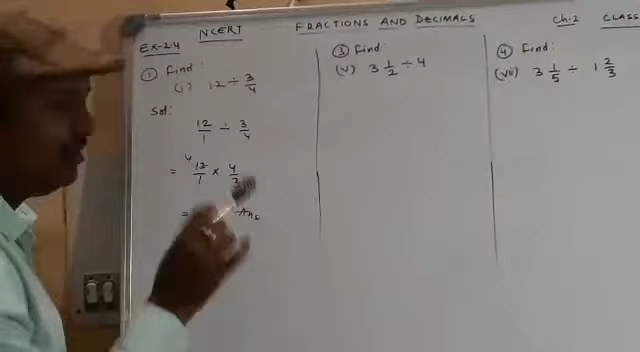 EX-2.4 NCERT FRACTIONS AND DECIMALS Ch-2 CLASS
① Find:
(i) 12 ÷ 3/4
Sol:
12/1 ÷ 3/4
= 4 12/1 × 4/3
= Ans
③ Find:
(v) 3 1/2 ÷ 4
④ Find:
(vii) 3 1/5 ÷ 1 2/3